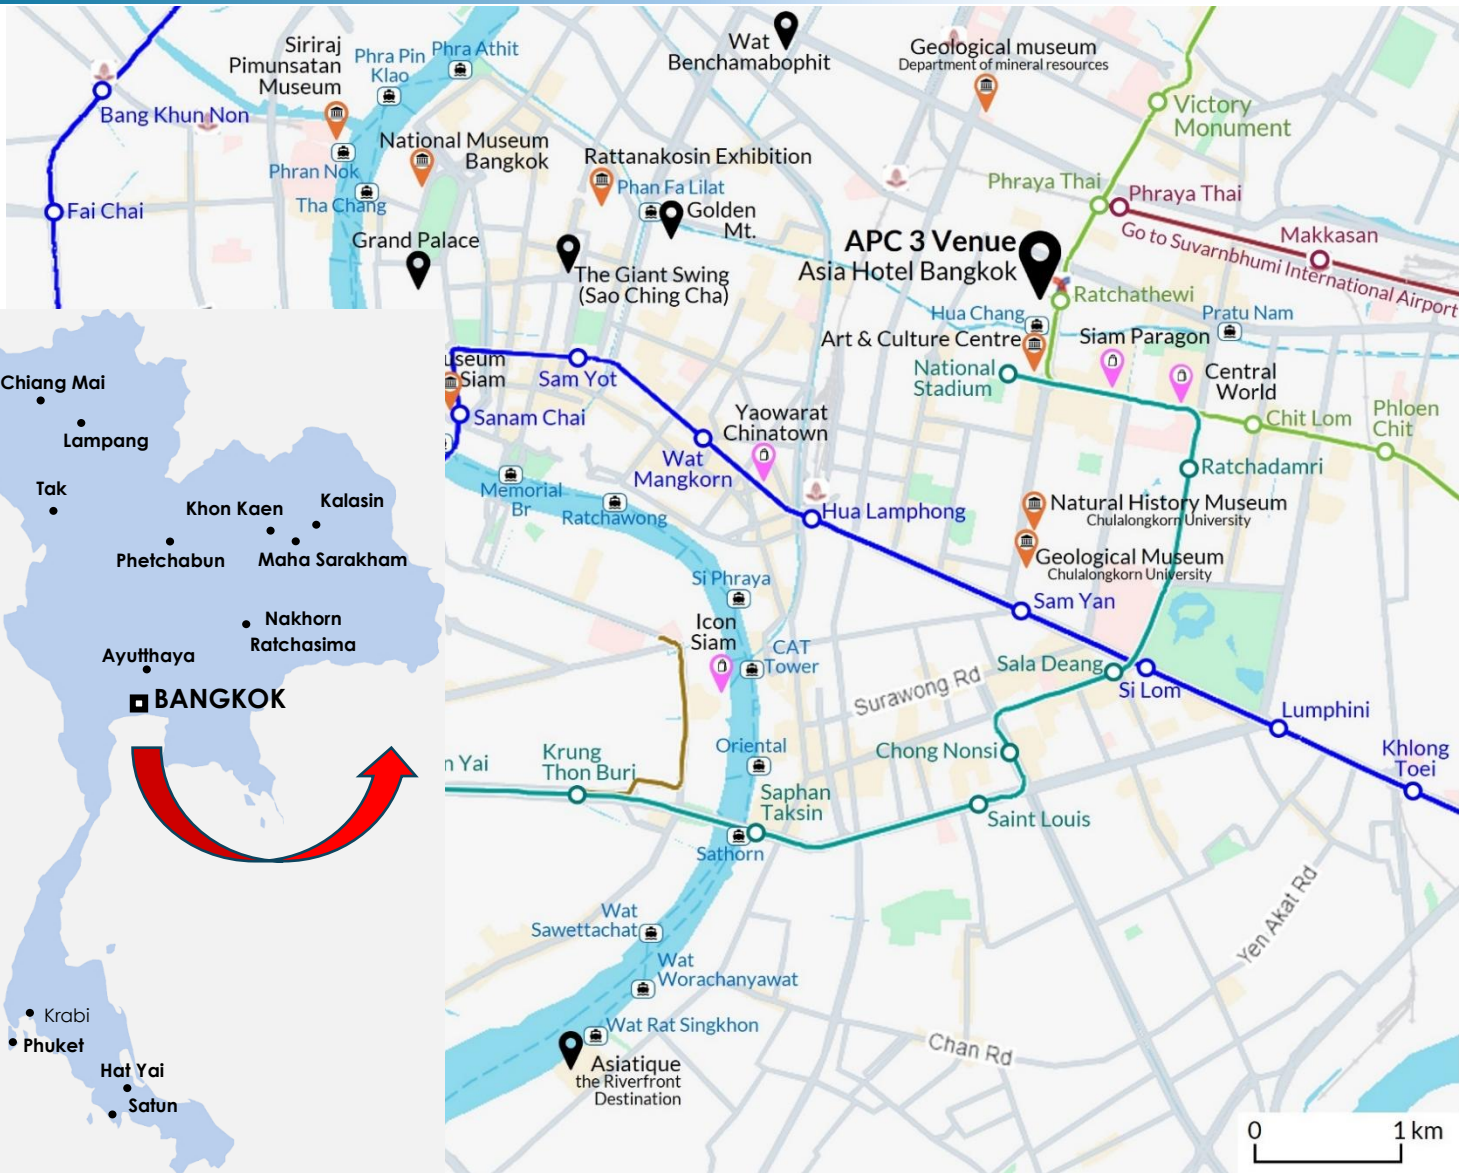 Siriraj
Pimunsatan
Museum
Phra Pin
Klao
Phra Athit
Wat
Benchamabophit
Geological museum
Department of mineral resources
Victory
Monument
Bang Khun Non
National Museum
Bangkok
Rattanakosin Exhibition
Phran Nok
Tha Chang
Phan Fa Lilat
Golden
Mt.
Phraya Thai
Phraya Thai
Fai Chai
Grand Palace
The Giant Swing
(Sao Ching Cha)
APC 3 Venue
Asia Hotel Bangkok
Makkasan
Go to Suvarnbhumi International Airport
Ratchathewi
Hua Chang
Pratu Nam
Art & Culture Centre
Siam Paragon
National
Stadium
Central
World
Chit Lom
Phloen
Chit
useum
Siam
Sam Yot
Sanam Chai
Yaowarat
Chinatown
Wat
Mangkorn
Ratchadamri
Memorial
Br
Ratchawong
Hua Lamphong
Natural History Museum
Chulalongkorn University
Geological Museum
Chulalongkorn University
Si Phraya
Sam Yan
Icon
Siam
CAT
Tower
Surawong Rd
Sala Deang
Si Lom
Lumphini
Khlong
Toei
Chong Nonsi
Oriental
n Yai
Krung
Thon Buri
Saphan
Taksin
Saint Louis
Sathorn
Yen Akat Rd
Wat
Sawettachat
Wat
Worachanyawat
Wat Rat Singkhon
Chan Rd
Asiatique
the Riverfront
Destination
0 1 km
Chiang Mai
Lampang
Tak
Khon Kaen
Kalasin
Phetchabun
Maha Sarakham
Nakhorn
Ratchasima
Ayutthaya
BANGKOK
Krabi
Phuket
Hat Yai
Satun